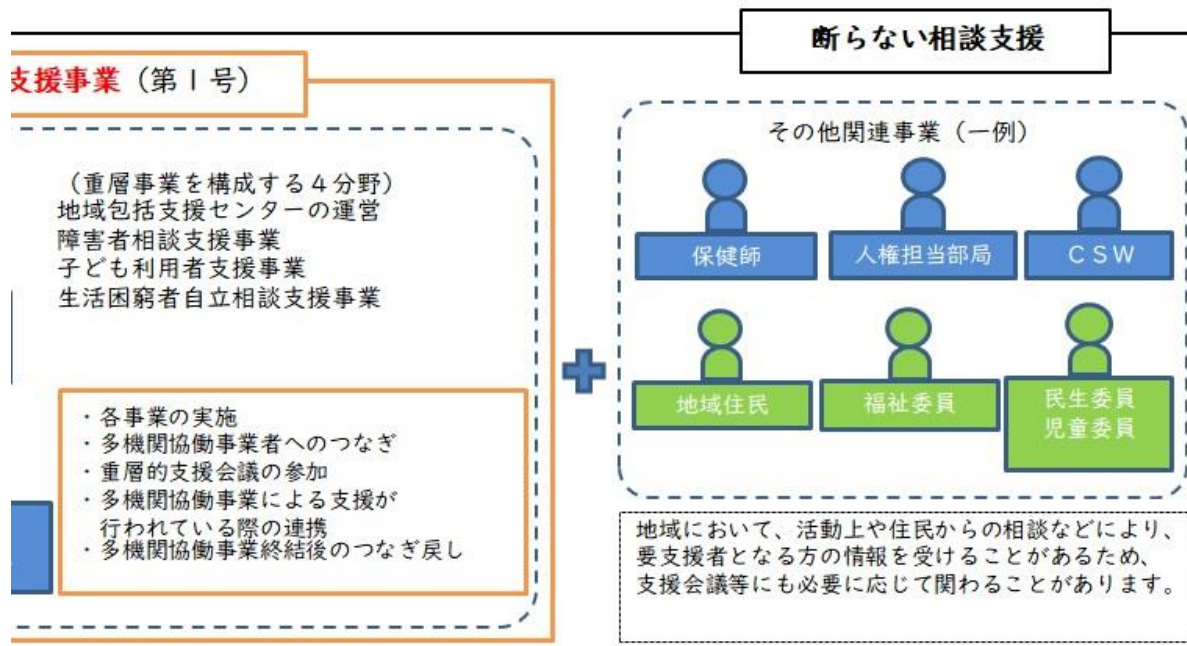 断らない相談支援
支援事業（第１号）
（重層事業を構成する４分野）
地域包括支援センターの運営
障害者相談支援事業
子ども利用者支援事業
生活困窮者自立相談支援事業
・各事業の実施
・多機関協働事業者へのつなぎ
・重層的支援会議の参加
・多機関協働事業による支援が
行われている際の連携
・多機関協働事業終結後のつなぎ戻し
その他関連事業（一例）
保健師
人権担当部局
ＣＳＷ
地域住民
福祉委員
民生委員
児童委員
地域において、活動上や住民からの相談などにより、
要支援者となる方の情報を受けることがあるため、
支援会議等にも必要に応じて関わることがあります。